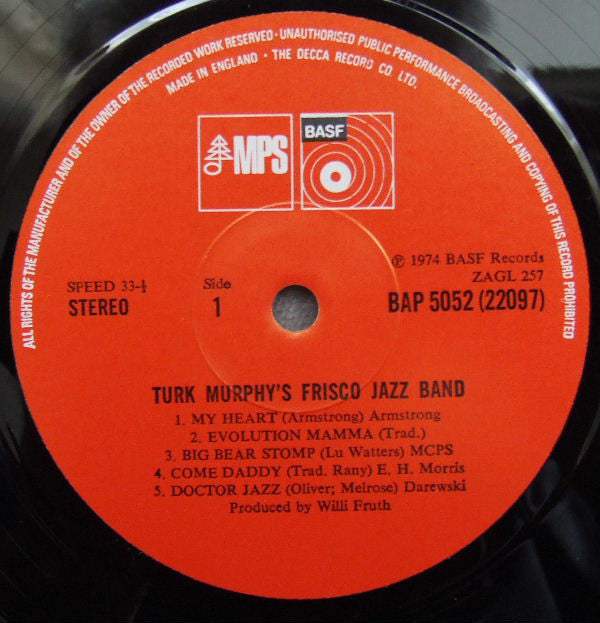 ALL RIGHTS OF THE MANUFACTURER AND OF THE OWNER OF THE RECORDED WORK RESERVED · UNAUTHORISED PUBLIC PERFORMANCE BROADCASTING AND COPYING OF THIS RECORD PROHIBITED
MADE IN ENGLAND · THE DECCA RECORD CO LTD.
MPS
BASF
℗ 1974 BASF Records
ZAGL 257
SPEED 33-⅓
STEREO
Side
1
BAP 5052 (22097)
TURK MURPHY'S FRISCO JAZZ BAND
1. MY HEART (Armstrong) Armstrong
2. EVOLUTION MAMMA (Trad.)
3. BIG BEAR STOMP (Lu Watters) MCPS
4. COME DADDY (Trad. Rany) E. H. Morris
5. DOCTOR JAZZ (Oliver; Melrose) Darewski
Produced by Willi Fruth